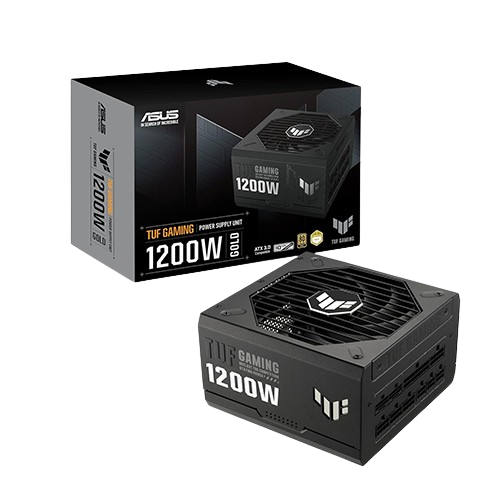 ASUS
IN SEARCH OF INCREDIBLE
TUF GAMING
POWER SUPPLY UNIT
1200W
GOLD
ATX 3.0
Compatible
TUF GAMING
GAMING
1200W
TUF GAMING
1200W
GOLD
TUF GAMING
1200W